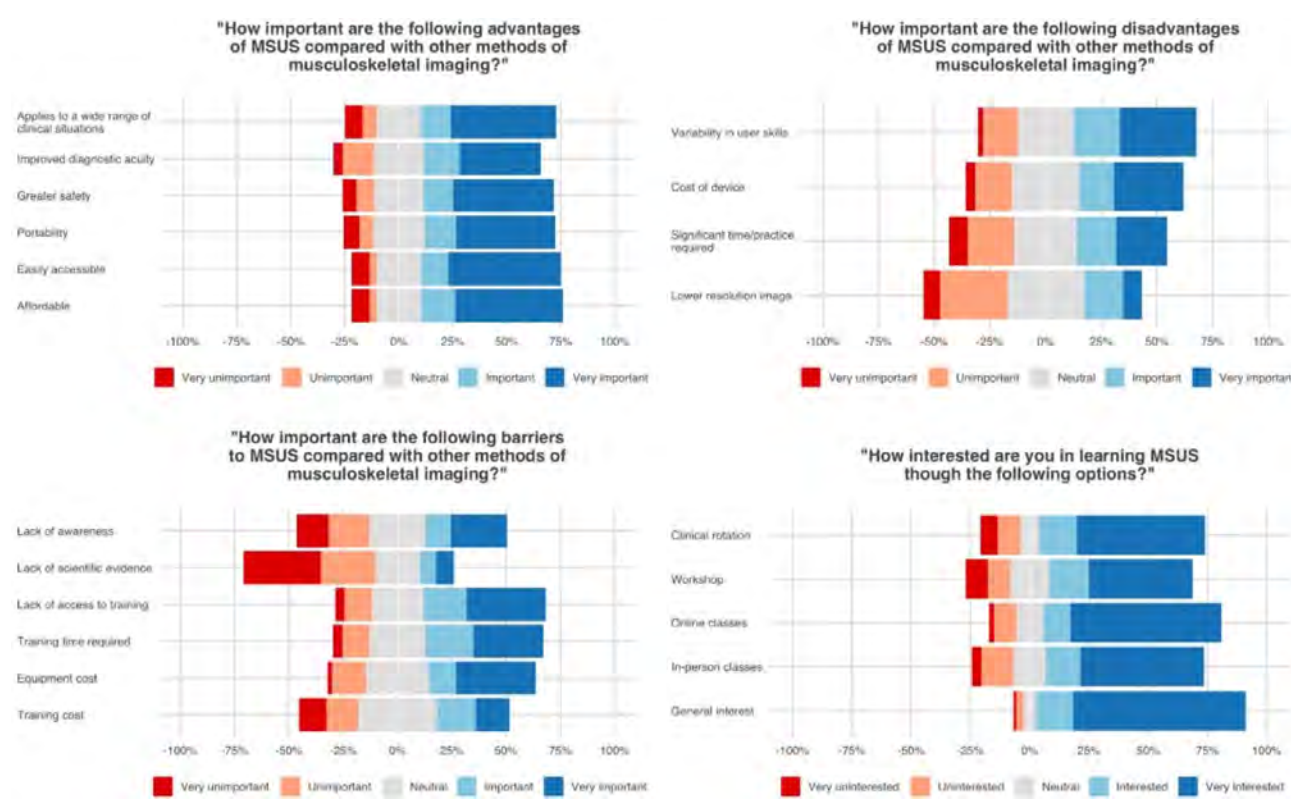 "How important are the following advantages
of MSUS compared with other methods of
musculoskeletal imaging?"
Applies to a wide range of
clinical situations
Improved diagnostic acuity
Greater safety
Portability
Easily accessible
Affordable
-100% -75% -50% -25% 0% 25% 50% 75% 100%
Very unimportant Unimportant Neutral Important Very important
"How important are the following disadvantages
of MSUS compared with other methods of
musculoskeletal imaging?"
Variability in user skills
Cost of device
Significant time/practice
required
Lower resolution image
-100% -75% -50% -25% 0% 25% 50% 75% 100%
Very unimportant Unimportant Neutral Important Very important
"How important are the following barriers
to MSUS compared with other methods of
musculoskeletal imaging?"
Lack of awareness
Lack of scientific evidence
Lack of access to training
Training time required
Equipment cost
Training cost
-100% -75% -50% -25% 0% 25% 50% 75% 100%
Very unimportant Unimportant Neutral Important Very important
"How interested are you in learning MSUS
though the following options?"
Clinical rotation
Workshop
Online classes
In-person classes
General interest
-100% -75% -50% -25% 0% 25% 50% 75% 100%
Very uninterested Uninterested Neutral Interested Very interested